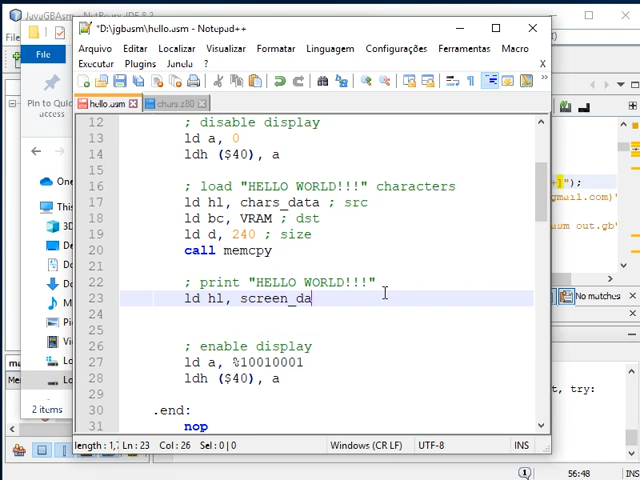 JavaGBAsm - NetBeans IDE 8.2
*D:\jgbasm\hello.asm - Notepad++
Arquivo Editar Localizar Visualizar Formatar Linguagem Configurações Ferramentas Macro
Executar Plugins Janela ?
X
hello.asm chars.z80
File
Pin to Quick
access
12 ; disable display
13 ld a, 0
14 ldh ($40), a
15
16 ; load "HELLO WORLD!!!" characters
17 ld hl, chars_data ; src
18 ld bc, VRAM ; dst
19 ld d, 240 ; size
20 call memcpy
21
22 ; print "HELLO WORLD!!!"
23 ld hl, screen_da
24
25
26 ; enable display
27 ld a, %10010001
28 ldh ($40), a
29
30 .end:
31 nop
length : 1,7 Ln : 23 Col : 26 Sel : 0 | 0 Windows (CR LF) UTF-8 INS
2 items
");
gmail.com)'
asm out.gb"
No matches
t, try:
56:48 INS